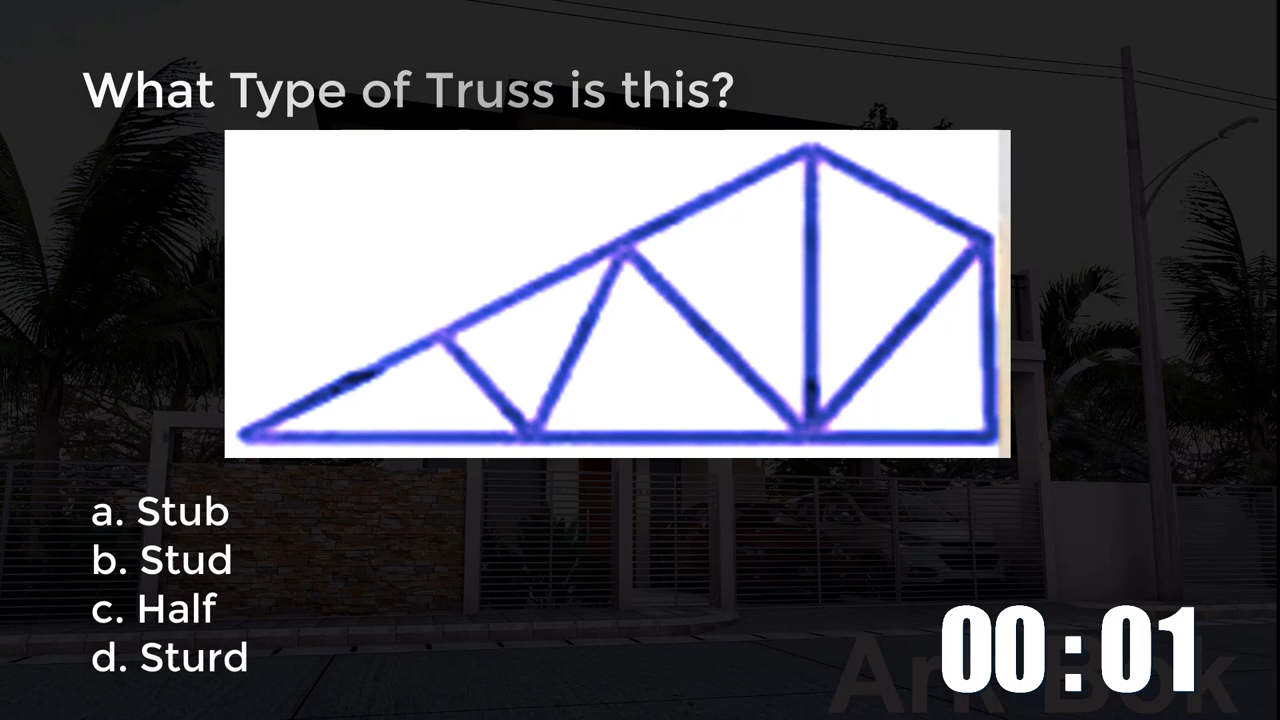 What Type of Truss is this?
a. Stub
b. Stud
c. Half
d. Sturd
00:01